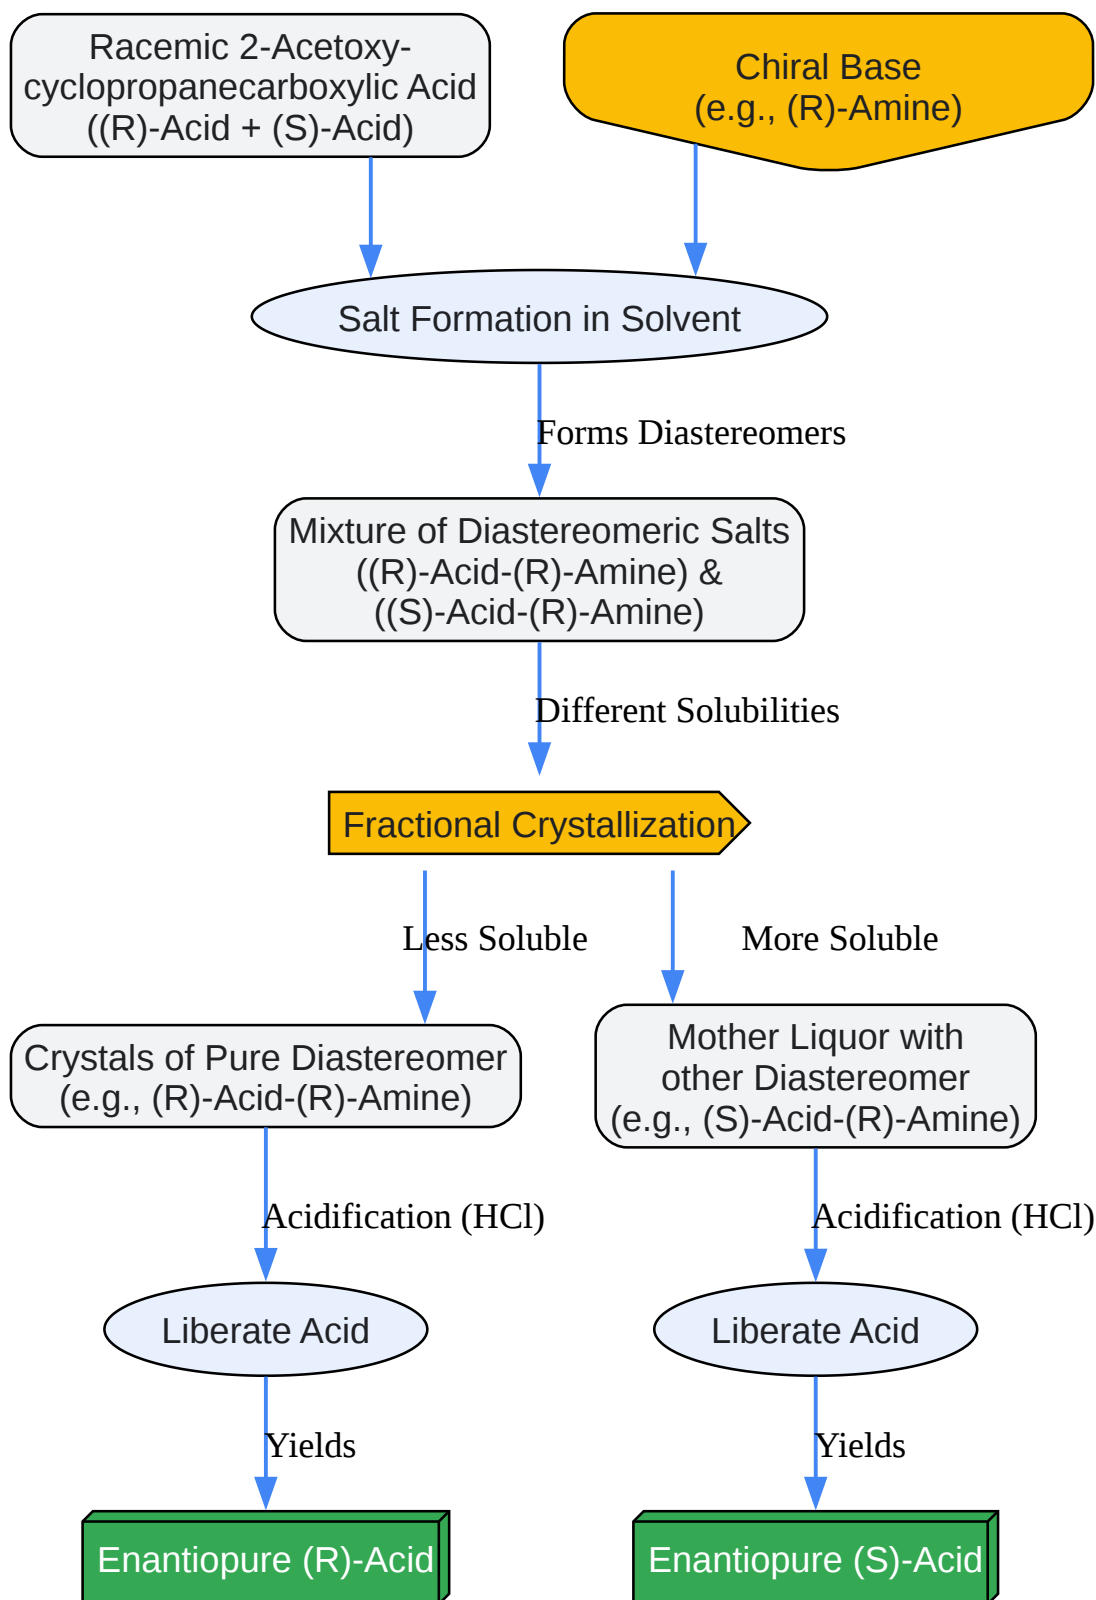 Racemic 2-Acetoxy-
cyclopropanecarboxylic Acid
((R)-Acid + (S)-Acid)
Chiral Base
(e.g., (R)-Amine)
Salt Formation in Solvent
Forms Diastereomers
Mixture of Diastereomeric Salts
((R)-Acid-(R)-Amine) &
((S)-Acid-(R)-Amine)
Different Solubilities
Fractional Crystallization
Less Soluble
More Soluble
Crystals of Pure Diastereomer
(e.g., (R)-Acid-(R)-Amine)
Mother Liquor with
other Diastereomer
(e.g., (S)-Acid-(R)-Amine)
Acidification (HCl)
Acidification (HCl)
Liberate Acid
Liberate Acid
Yields
Yields
Enantiopure (R)-Acid
Enantiopure (S)-Acid